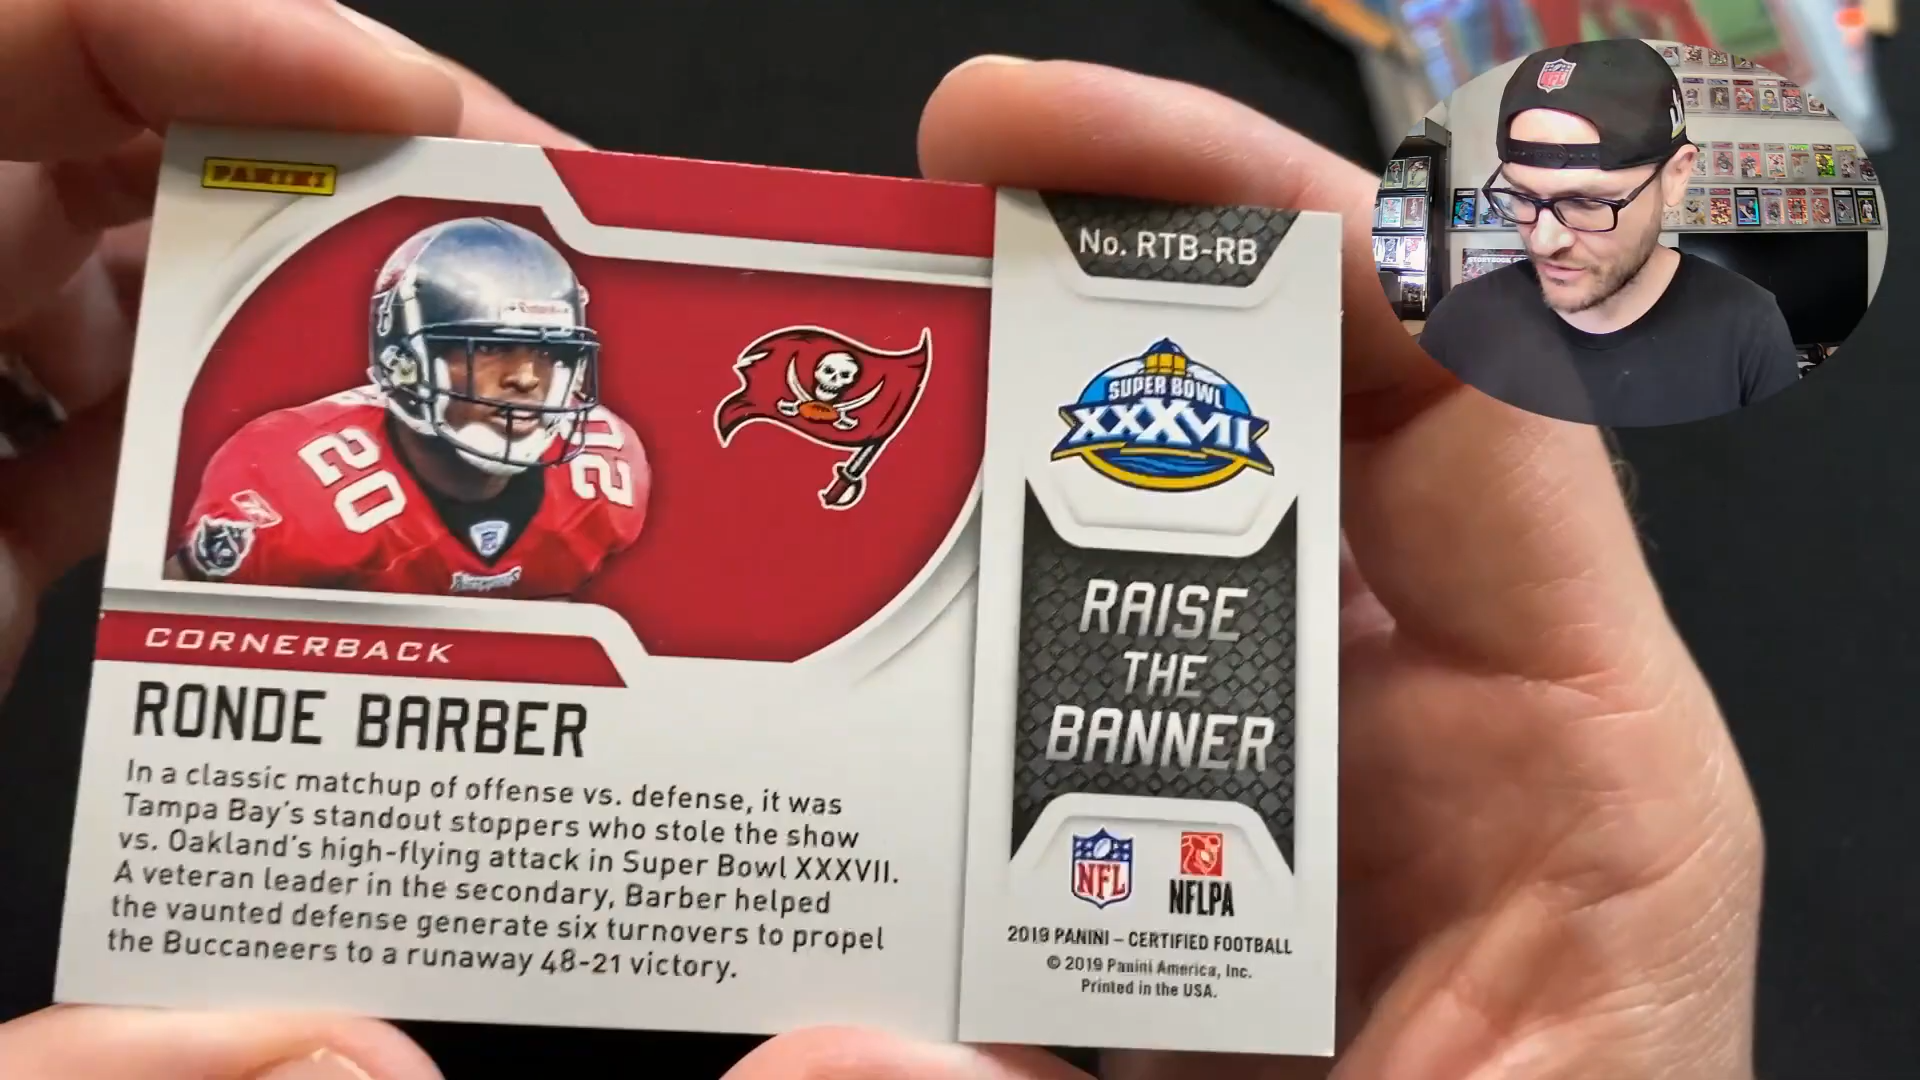 PANINI
No. RTB-RB
SUPER BOWL
XXXVII
20
20
CORNERBACK
RONDE BARBER
In a classic matchup of offense vs. defense, it was
Tampa Bay's standout stoppers who stole the show
vs. Oakland's high-flying attack in Super Bowl XXXVII.
A veteran leader in the secondary, Barber helped
the vaunted defense generate six turnovers to propel
the Buccaneers to a runaway 48-21 victory.
RAISE
THE
BANNER
NFL
NFLPA
2019 PANINI – CERTIFIED FOOTBALL
© 2019 Panini America, Inc.
Printed in the USA.
NFL